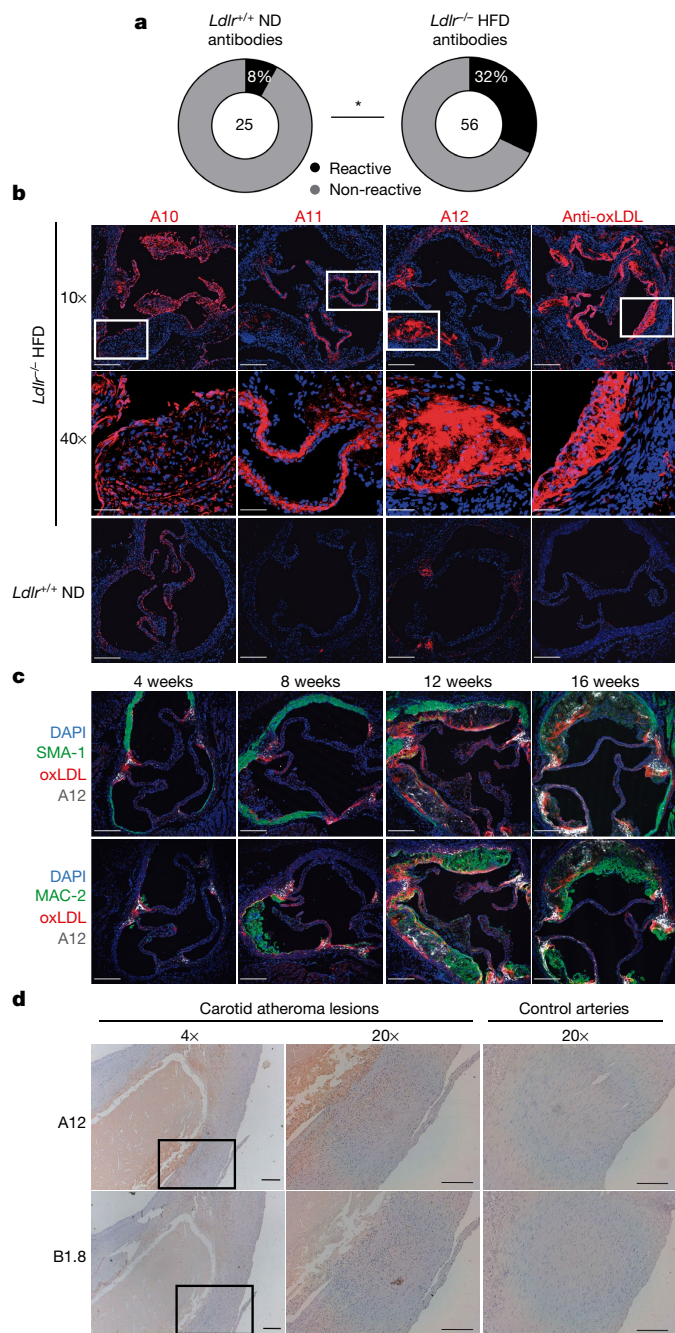 a
Ldlr+/+ ND
antibodies
Ldlr−/− HFD
antibodies
8%
25
*
32%
56
Reactive
Non-reactive
b
A10
A11
A12
Anti-oxLDL
Ldlr−/− HFD
10×
40×
Ldlr+/+ ND
c
4 weeks
8 weeks
12 weeks
16 weeks
DAPI
SMA-1
oxLDL
A12
DAPI
MAC-2
oxLDL
A12
d
Carotid atheroma lesions
Control arteries
4×
20×
20×
A12
B1.8